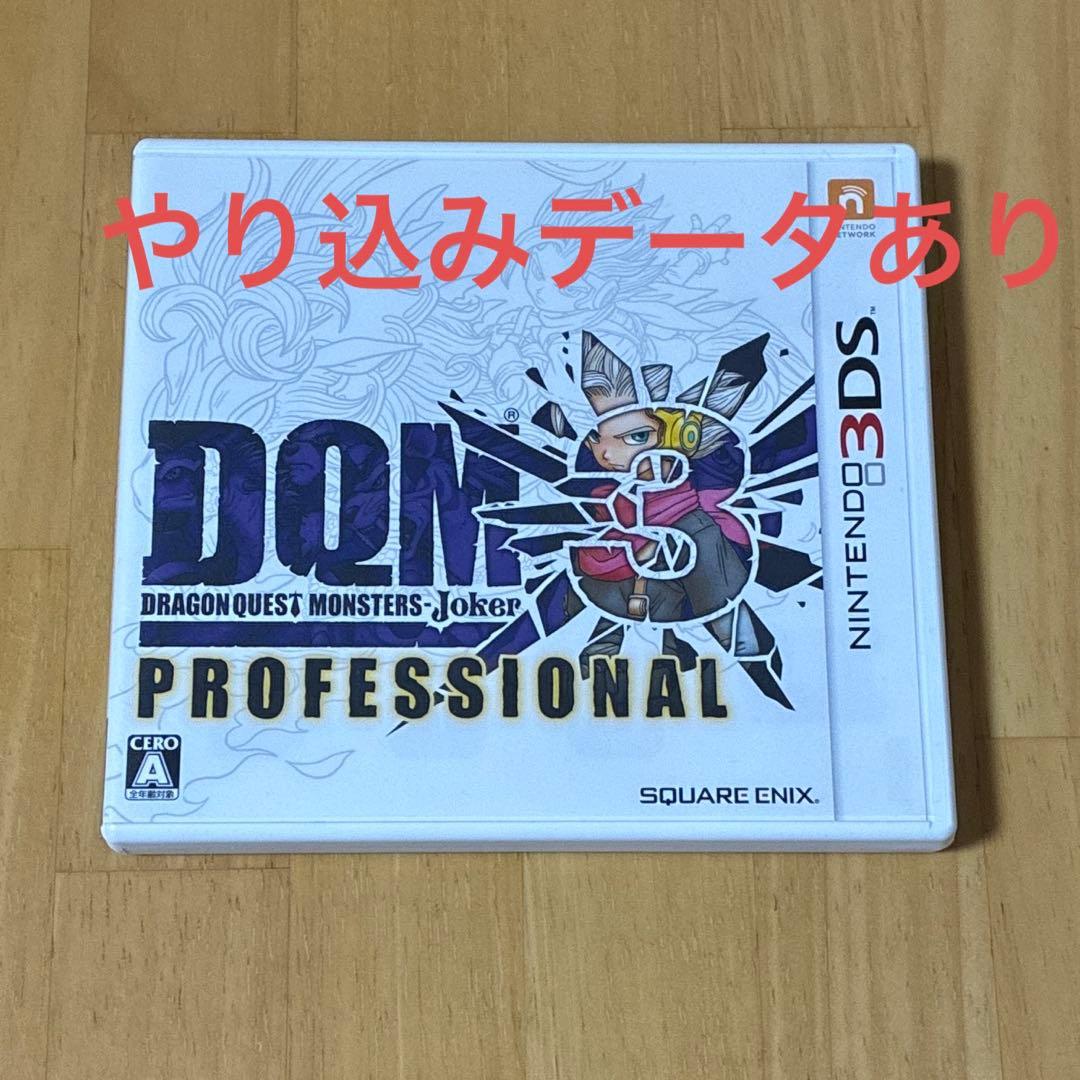 やり込みデータあり
NINTENDO
NETWORK
NINTENDO 3DS™
DQM®3
DRAGON QUEST MONSTERS-Joker
PROFESSIONAL
CERO
A
全年齢対象
SQUARE ENIX.